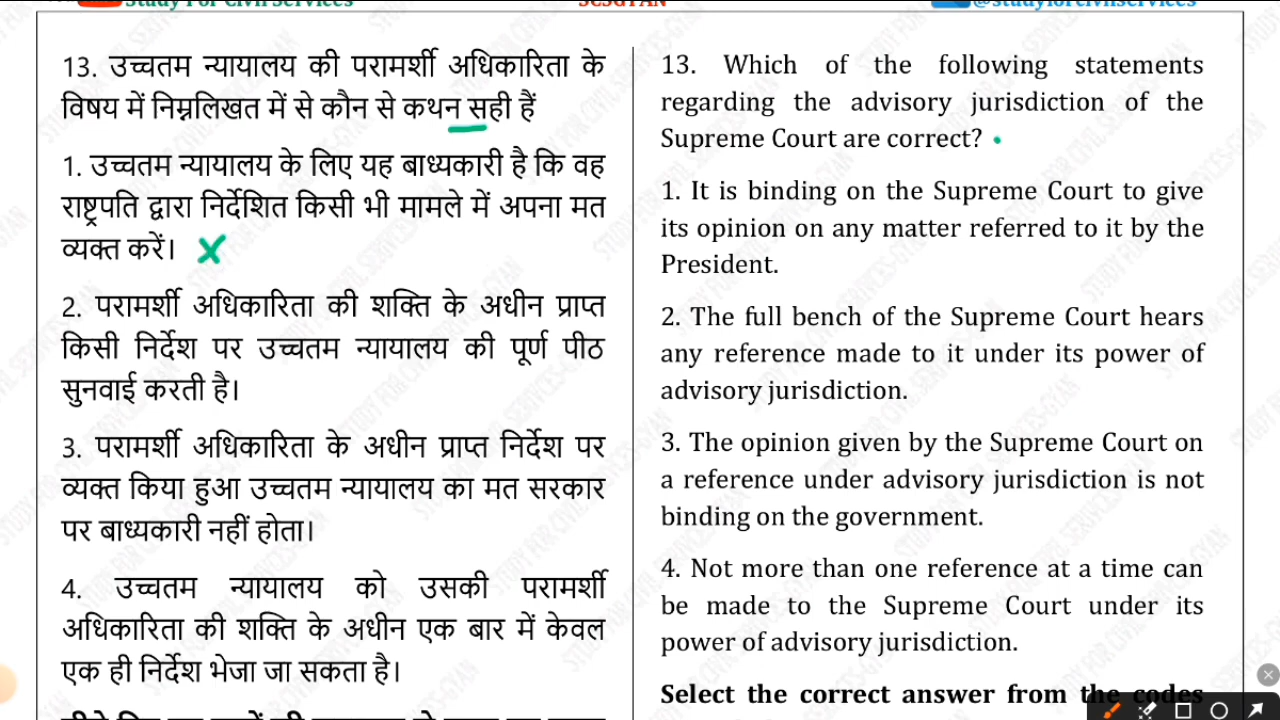 Study For Civil Services
SCSGYAN
@studyforcivilservices
13. उच्चतम न्यायालय की परामर्शी अधिकारिता के
विषय में निम्नलिखत में से कौन से कथन सही हैं
1. उच्चतम न्यायालय के लिए यह बाध्यकारी है कि वह
राष्ट्रपति द्वारा निर्देशित किसी भी मामले में अपना मत
व्यक्त करें।
2. परामर्शी अधिकारिता की शक्ति के अधीन प्राप्त
किसी निर्देश पर उच्चतम न्यायालय की पूर्ण पीठ
सुनवाई करती है।
3. परामर्शी अधिकारिता के अधीन प्राप्त निर्देश पर
व्यक्त किया हुआ उच्चतम न्यायालय का मत सरकार
पर बाध्यकारी नहीं होता।
4. उच्चतम न्यायालय को उसकी परामर्शी
अधिकारिता की शक्ति के अधीन एक बार में केवल
एक ही निर्देश भेजा जा सकता है।
13. Which of the following statements
regarding the advisory jurisdiction of the
Supreme Court are correct?
1. It is binding on the Supreme Court to give
its opinion on any matter referred to it by the
President.
2. The full bench of the Supreme Court hears
any reference made to it under its power of
advisory jurisdiction.
3. The opinion given by the Supreme Court on
a reference under advisory jurisdiction is not
binding on the government.
4. Not more than one reference at a time can
be made to the Supreme Court under its
power of advisory jurisdiction.
Select the correct answer from the codes